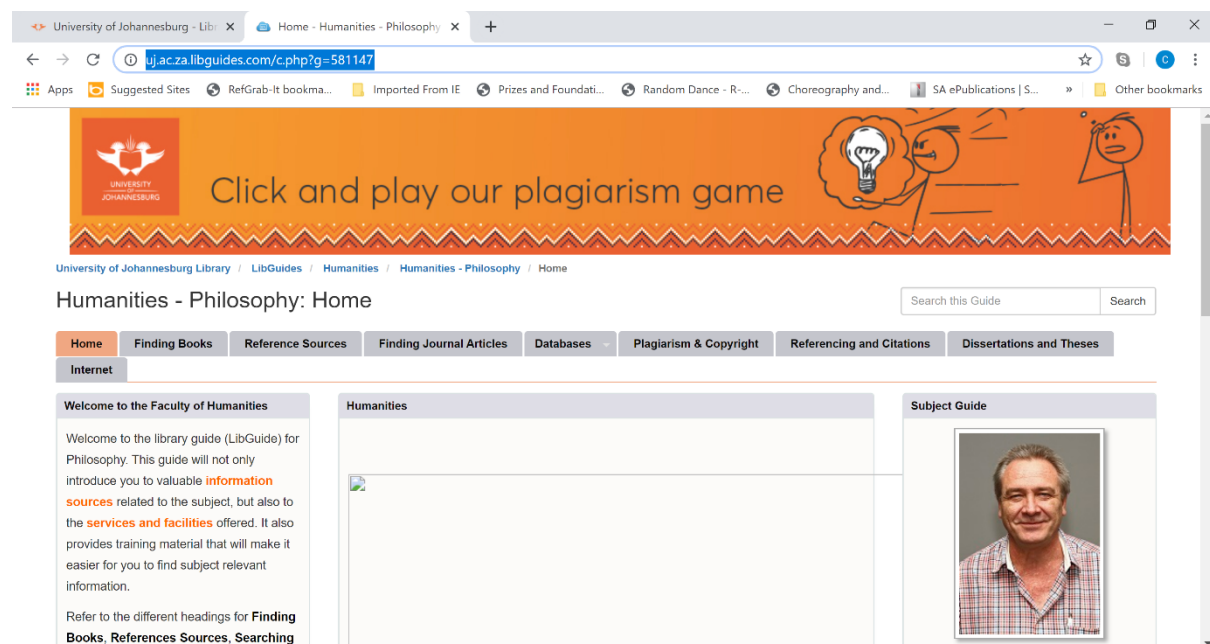 University of Johannesburg - Libr
Home - Humanities - Philosophy
uj.ac.za.libguides.com/c.php?g=581147
C
Apps Suggested Sites RefGrab-It bookma... Imported From IE Prizes and Foundati... Random Dance - R-... Choreography and... SA ePublications | S... » Other bookmarks
UNIVERSITY
OF
JOHANNESBURG
Click and play our plagiarism game
University of Johannesburg Library / LibGuides / Humanities / Humanities - Philosophy / Home
Humanities - Philosophy: Home
Search this Guide Search
Home Finding Books Reference Sources Finding Journal Articles Databases Plagiarism & Copyright Referencing and Citations Dissertations and Theses
Internet
Welcome to the Faculty of Humanities
Welcome to the library guide (LibGuide) for
Philosophy. This guide will not only
introduce you to valuable information
sources related to the subject, but also to
the services and facilities offered. It also
provides training material that will make it
easier for you to find subject relevant
information.
Refer to the different headings for Finding
Books, References Sources, Searching
Humanities
Subject Guide